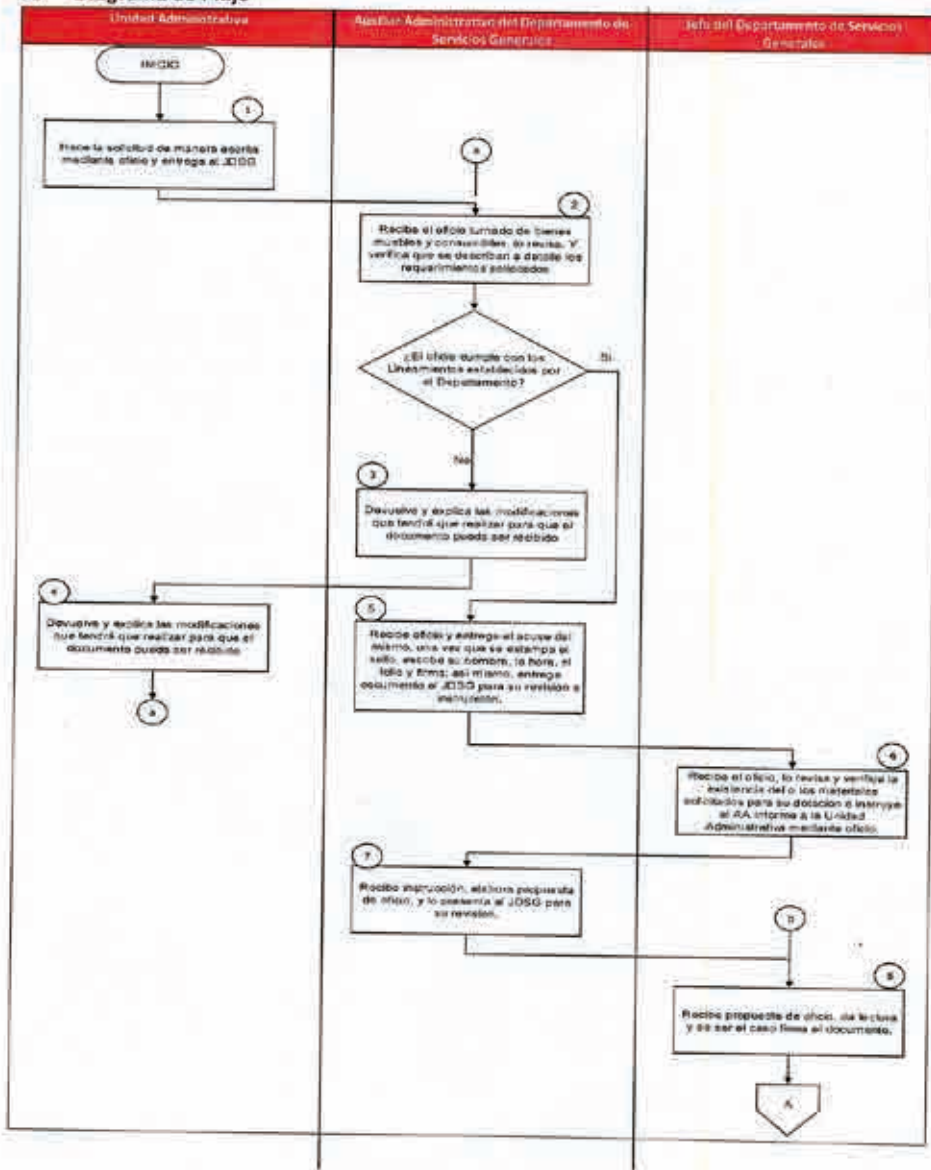 Diagrama de Flujo
Unidad Administrativa
Auxiliar Administrativo del Departamento de
Servicios Generales
Jefe del Departamento de Servicios
Generales
INICIO
1
Hace la solicitud de manera escrita
mediante oficio y entrega al JDSG
a
2
Recibe el oficio turnado de bienes
muebles y consumibles, lo revisa. Y
verifica que se describan a detalle los
requerimientos solicitados
¿El oficio cumple con los
Lineamientos establecidos por
el Departamento?
Si
No
3
Devuelve y explica las modificaciones
que tendrá que realizar para que el
documento pueda ser recibido
4
Devuelve y explica las modificaciones
que tendrá que realizar para que el
documento pueda ser recibido
a
5
Recibe oficio y entrega el acuse del
mismo, una vez que se estampa el
sello, escribe su nombre, la hora, el
folio y firma; así mismo, entrega
documento al JDSG para su revisión e
instrucción.
6
Recibe el oficio, lo revisa y verifica la
existencia del o los materiales
solicitados para su dotación e instruye
al AA informe a la Unidad
Administrativa mediante oficio.
7
Recibe instrucción, elabora propuesta
de oficio, y lo presenta al JDSG para
su revisión.
b
8
Recibe propuesta de oficio, da lectura
y de ser el caso firma el documento.
A